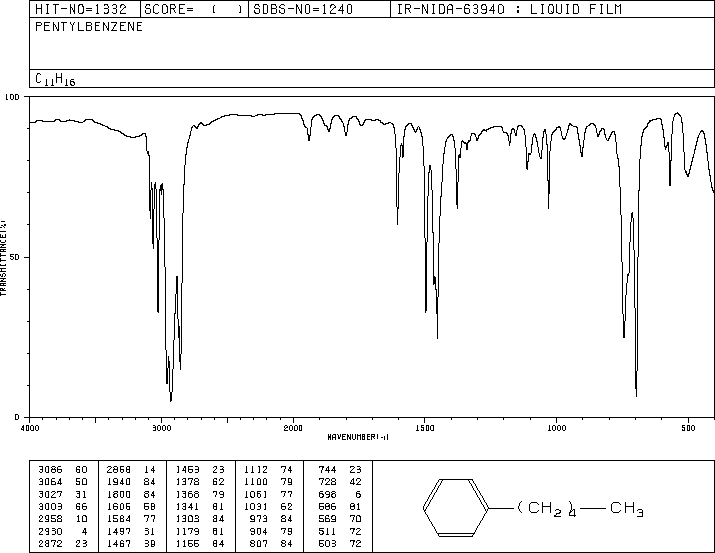 HIT-NO=1332 SCORE= ( ) SDBS-NO=1240 IR-NIDA-63940 : LIQUID FILM
PENTYLBENZENE
C11H16
100
50
0
TRANSMITTANCE(%)
4000 3000 2000 1500 1000 500
WAVENUMBER(-1)
3086 60 2858 14 1453 23 1112 74 744 23
3064 50 1940 84 1378 62 1100 79 728 42
3027 31 1800 84 1368 79 1061 77 698 6
3003 66 1605 58 1341 81 1031 62 586 81
2958 10 1584 77 1303 84 973 84 569 70
2930 4 1497 31 1179 81 904 79 511 72
2872 23 1467 39 1155 84 807 84 503 72
(CH2)4 CH3